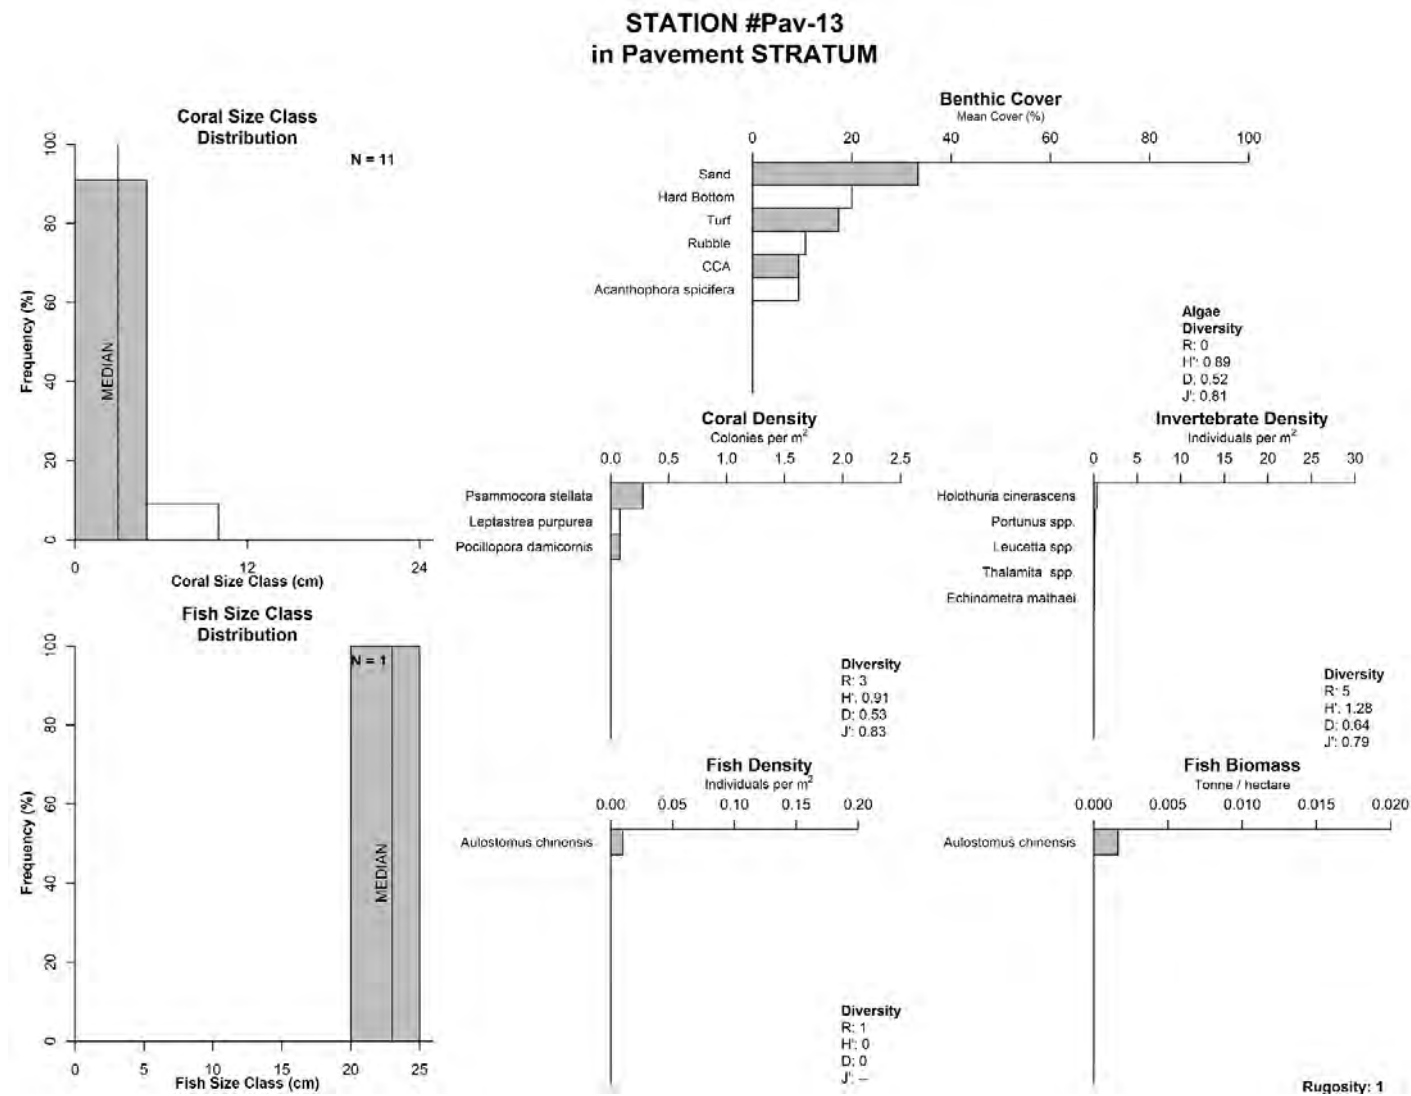 STATION #Pav-13
in Pavement STRATUM
Coral Size Class
Distribution
N = 11
Frequency (%)
0 20 40 60 80 100
MEDIAN
0 12 24
Coral Size Class (cm)
Benthic Cover
Mean Cover (%)
0 20 40 60 80 100
Sand
Hard Bottom
Turf
Rubble
CCA
Acanthophora spicifera
Algae
Diversity
R: 0
H': 0.89
D: 0.52
J': 0.81
Coral Density
Colonies per m²
0.0 0.5 1.0 1.5 2.0 2.5
Psammocora stellata
Leptastrea purpurea
Pocillopora damicornis
Diversity
R: 3
H': 0.91
D: 0.53
J': 0.83
Invertebrate Density
Individuals per m²
0 5 10 15 20 25 30
Holothuria cinerascens
Portunus spp.
Leucetta spp.
Thalamita spp.
Echinometra mathaei
Diversity
R: 5
H': 1.28
D: 0.64
J': 0.79
Fish Size Class
Distribution
N = 1
Frequency (%)
0 20 40 60 80 100
MEDIAN
0 5 10 15 20 25
Fish Size Class (cm)
Fish Density
Individuals per m²
0.00 0.05 0.10 0.15 0.20
Aulostomus chinensis
Diversity
R: 1
H': 0
D: 0
J': --
Fish Biomass
Tonne / hectare
0.000 0.005 0.010 0.015 0.020
Aulostomus chinensis
Rugosity: 1